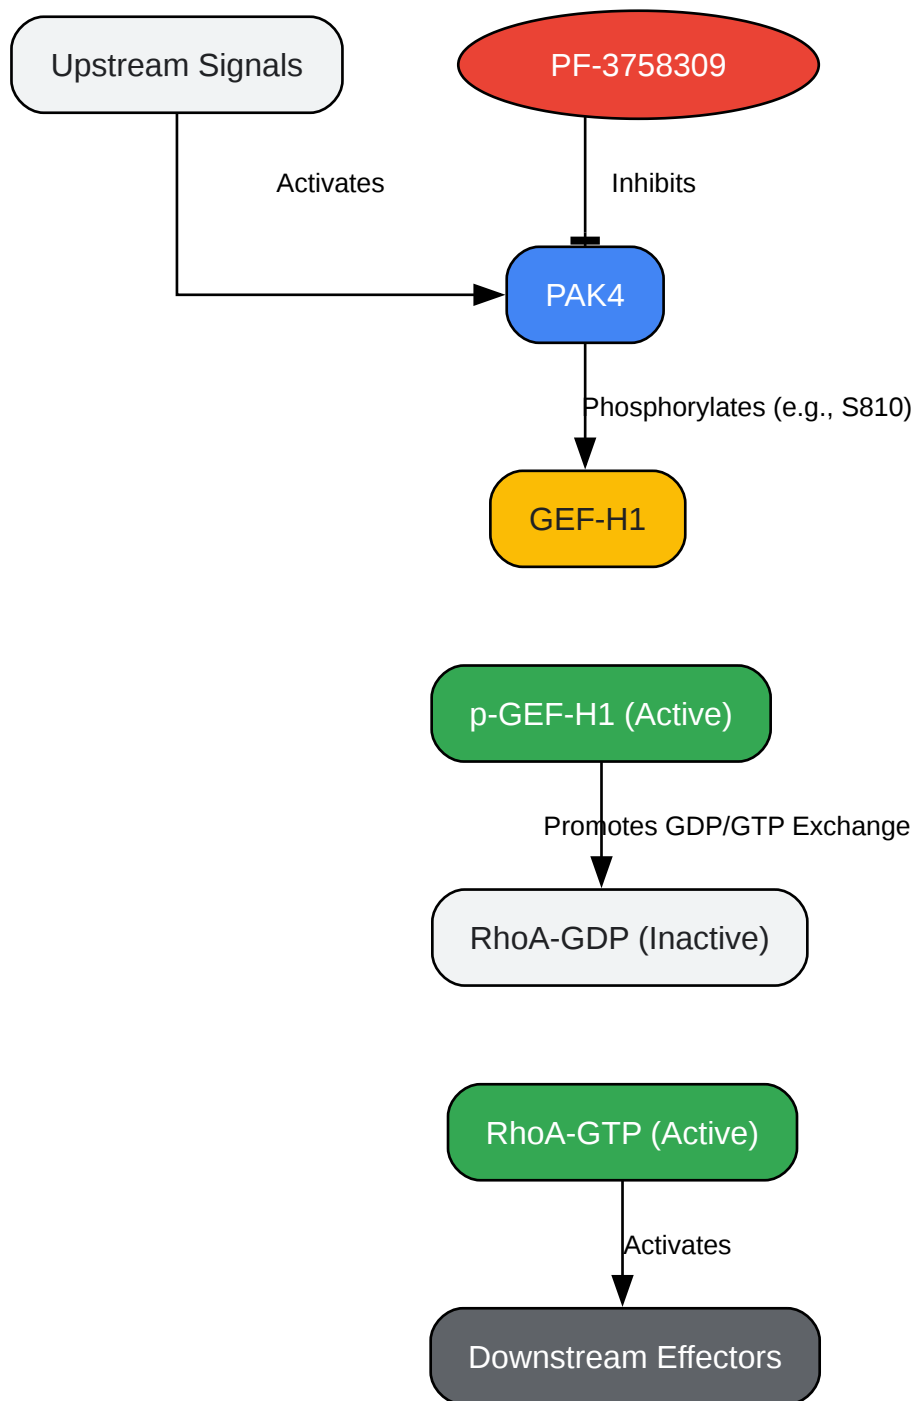 Upstream Signals
PF-3758309
Activates
Inhibits
PAK4
Phosphorylates (e.g., S810)
GEF-H1
p-GEF-H1 (Active)
Promotes GDP/GTP Exchange
RhoA-GDP (Inactive)
RhoA-GTP (Active)
Activates
Downstream Effectors